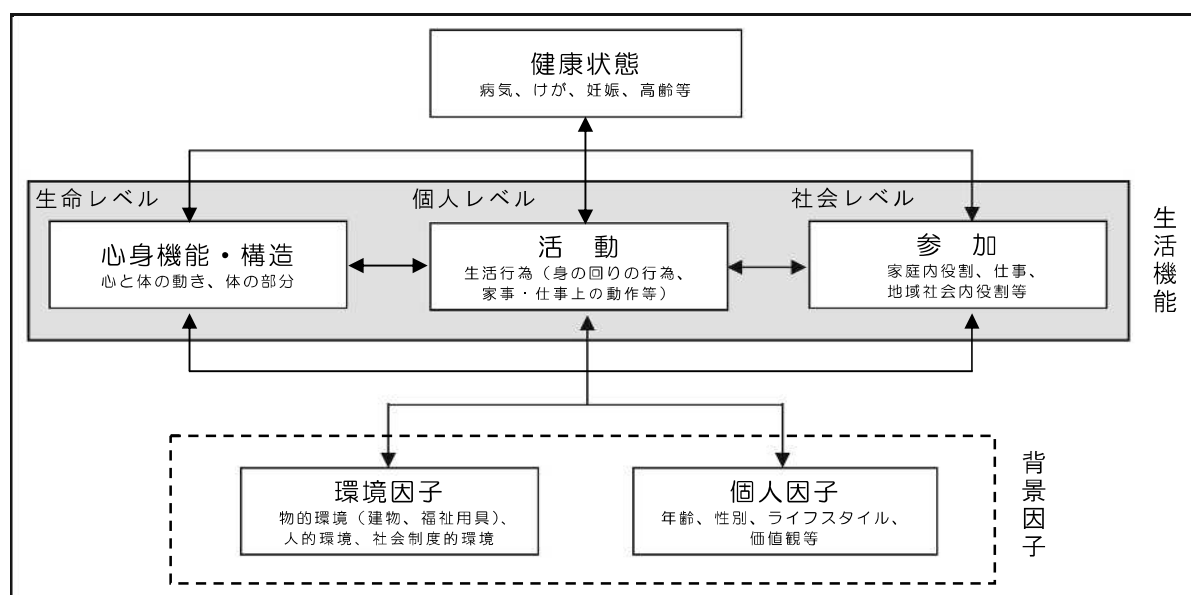 健康状態
病気、けが、妊娠、高齢等
生命レベル
個人レベル
社会レベル
心身機能・構造
心と体の動き、体の部分
活 動
生活行為（身の回りの行為、
家事・仕事上の動作等）
参 加
家庭内役割、仕事、
地域社会内役割等
生活機能
環境因子
物的環境（建物、福祉用具）、
人的環境、社会制度的環境
個人因子
年齢、性別、ライフスタイル、
価値観等
背景因子